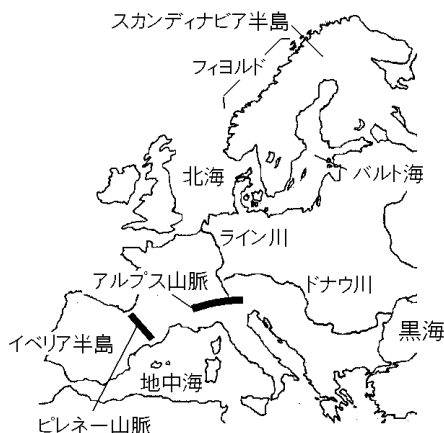 スカンディナビア半島
フィヨルド
北海
バルト海
ライン川
アルプス山脈
ドナウ川
黒海
イベリア半島
地中海
ピレネー山脈